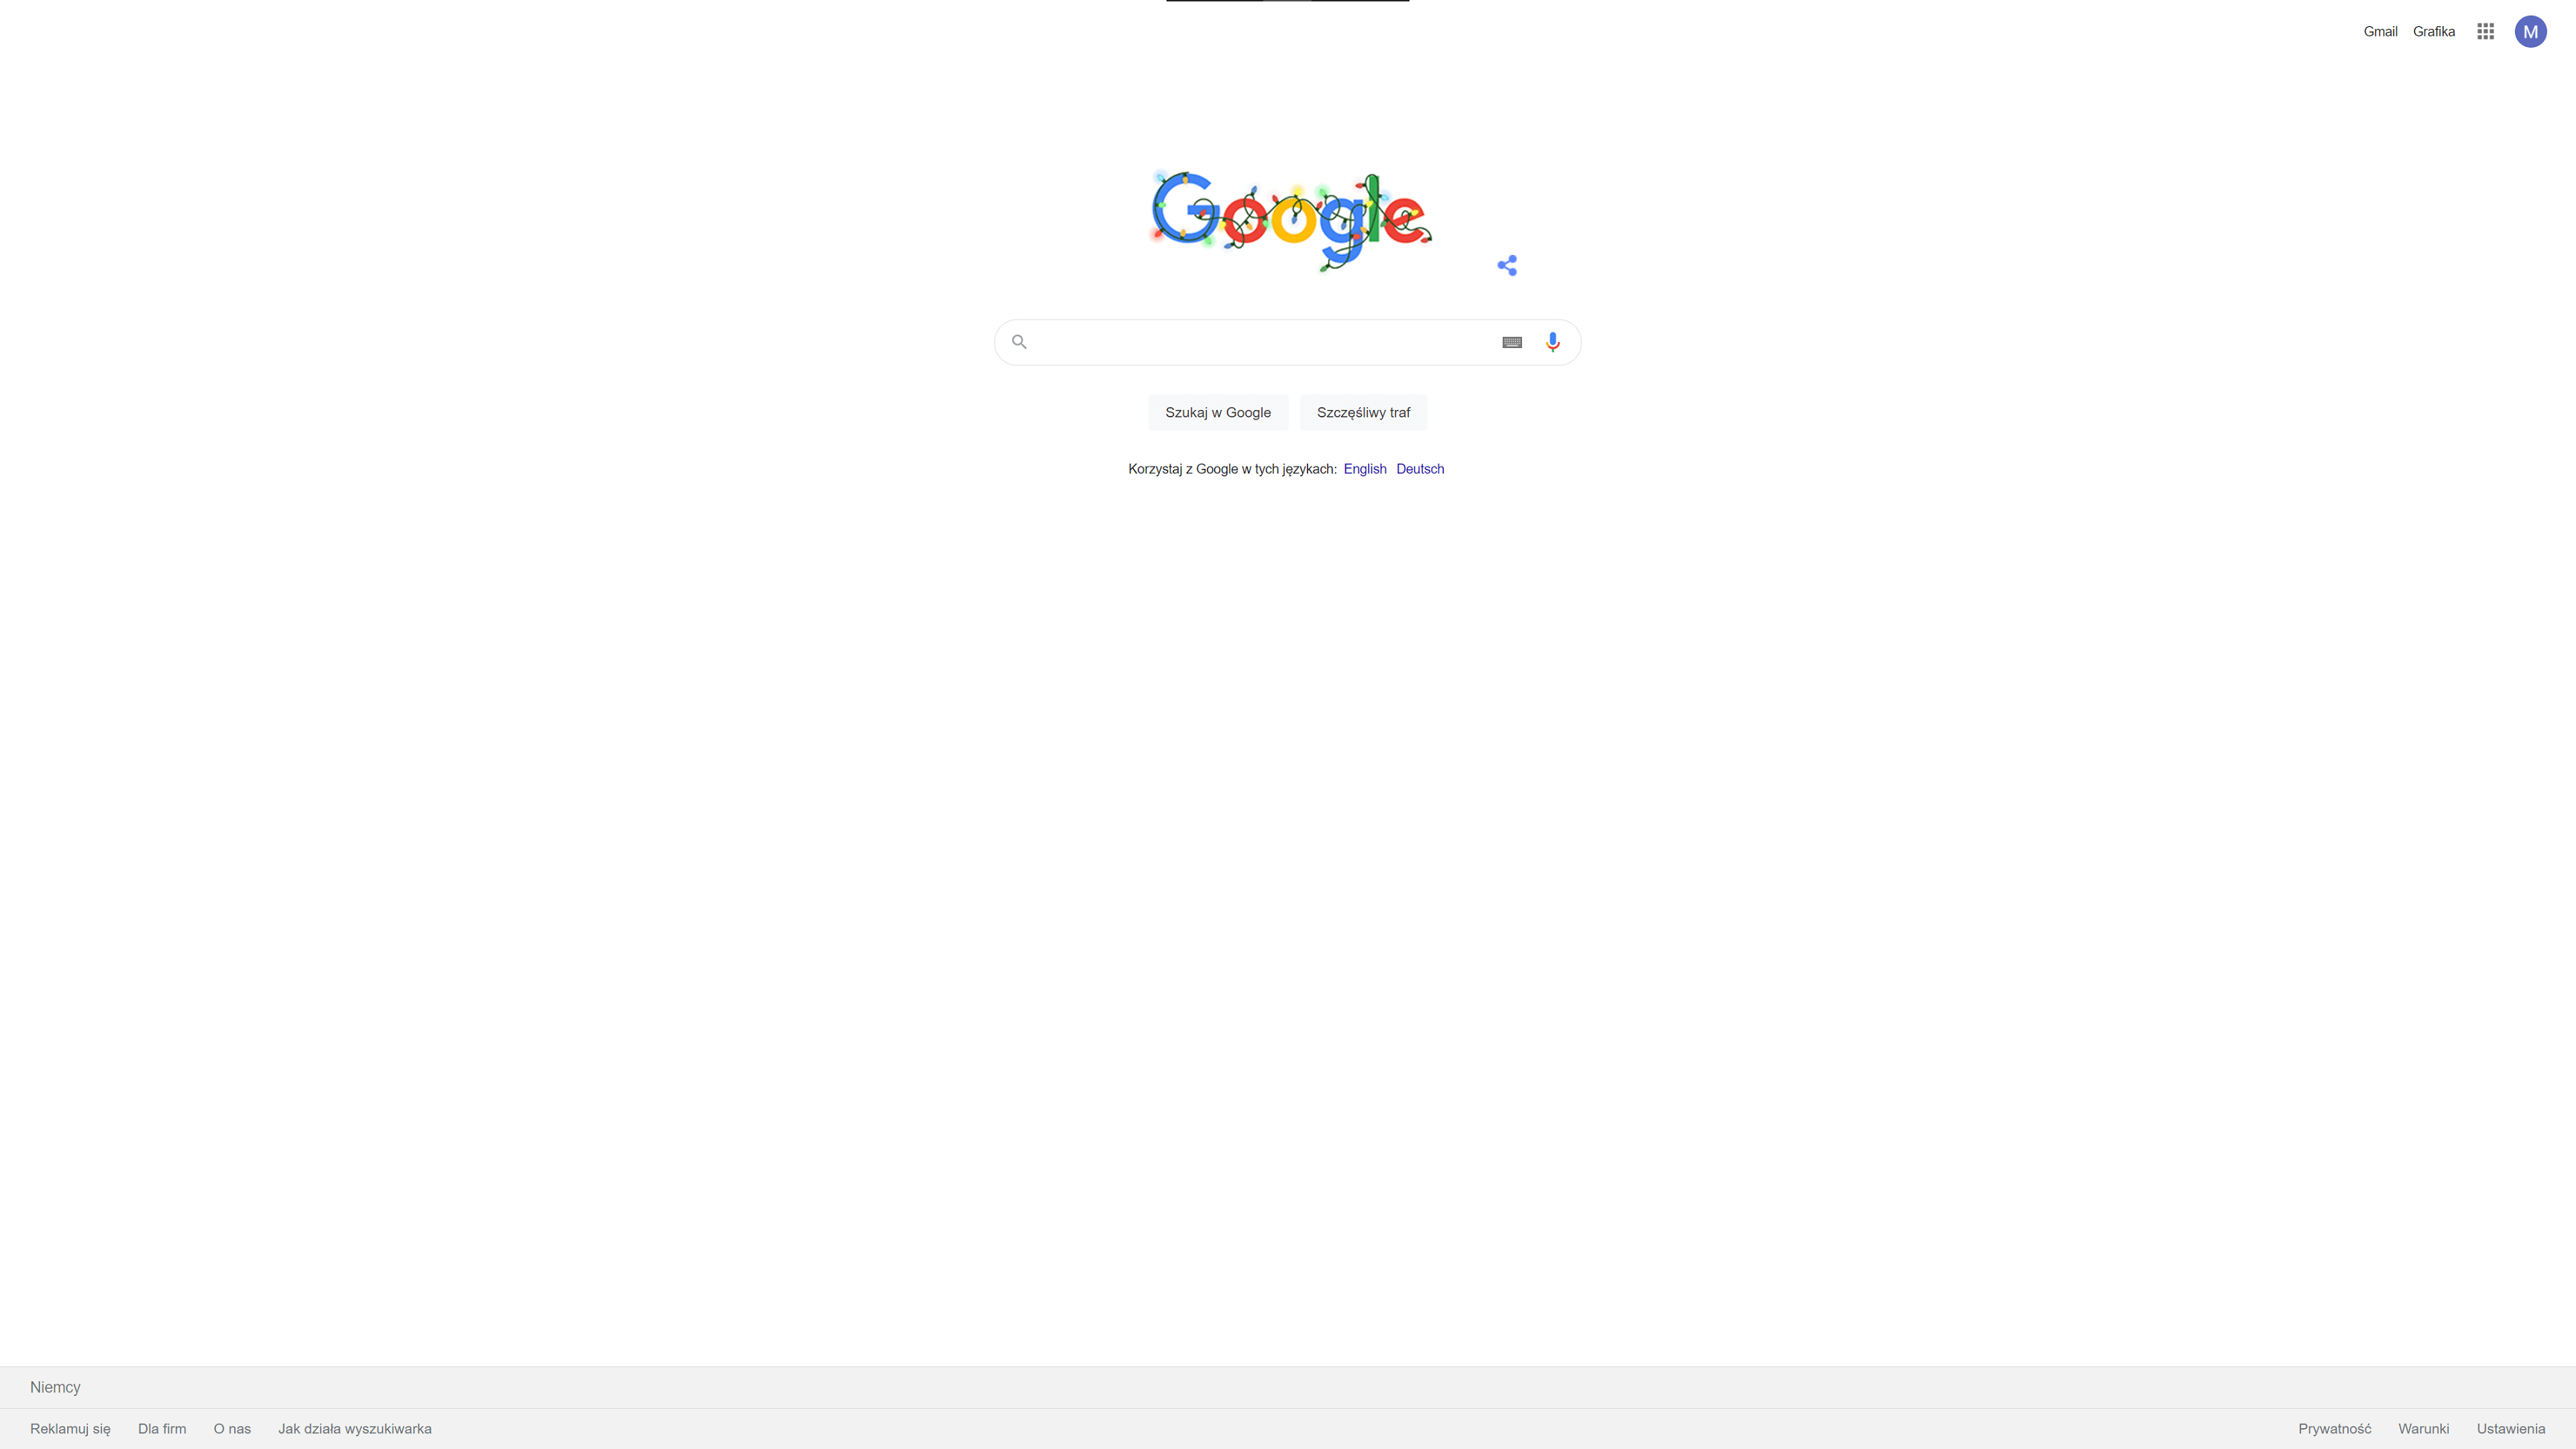 Gmail Grafika M
Google
Szukaj w Google Szczęśliwy traf
Korzystaj z Google w tych językach: English Deutsch
Niemcy
Reklamuj się Dla firm O nas Jak działa wyszukiwarka Prywatność Warunki Ustawienia